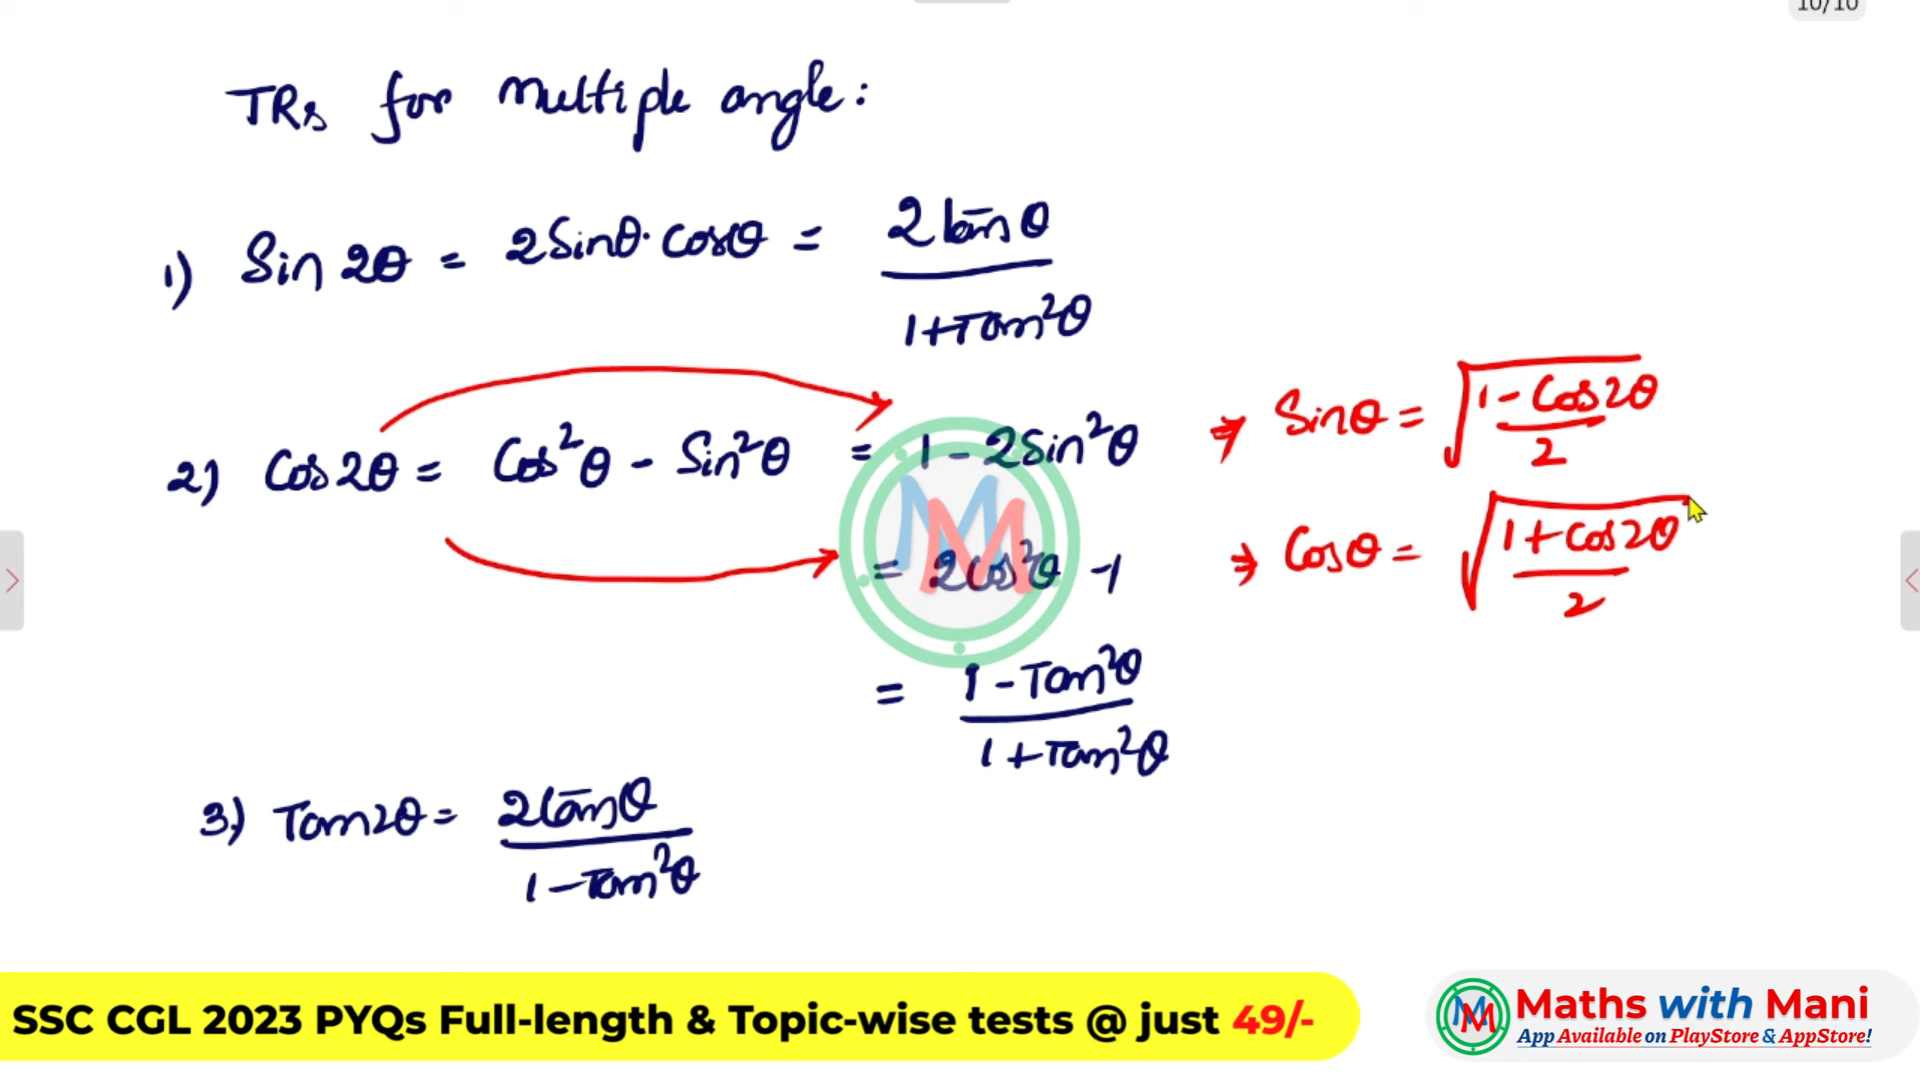 10/10
TRs for multiple angle:
1) Sin 2θ = 2Sinθ·Cosθ = 2tanθ / 1+Tan²θ
2) Cos2θ = Cos²θ - Sin²θ = 1 - 2Sin²θ ⇒ Sinθ = √(1-Cos2θ / 2)
= 2Cos²θ - 1 ⇒ Cosθ = √(1+Cos2θ / 2)
= 1-Tan²θ / 1+Tan²θ
3) Tan2θ = 2tanθ / 1-Tan²θ
MM
SSC CGL 2023 PYQs Full-length & Topic-wise tests @ just 49/-
MM Maths with Mani
App Available on PlayStore & AppStore!